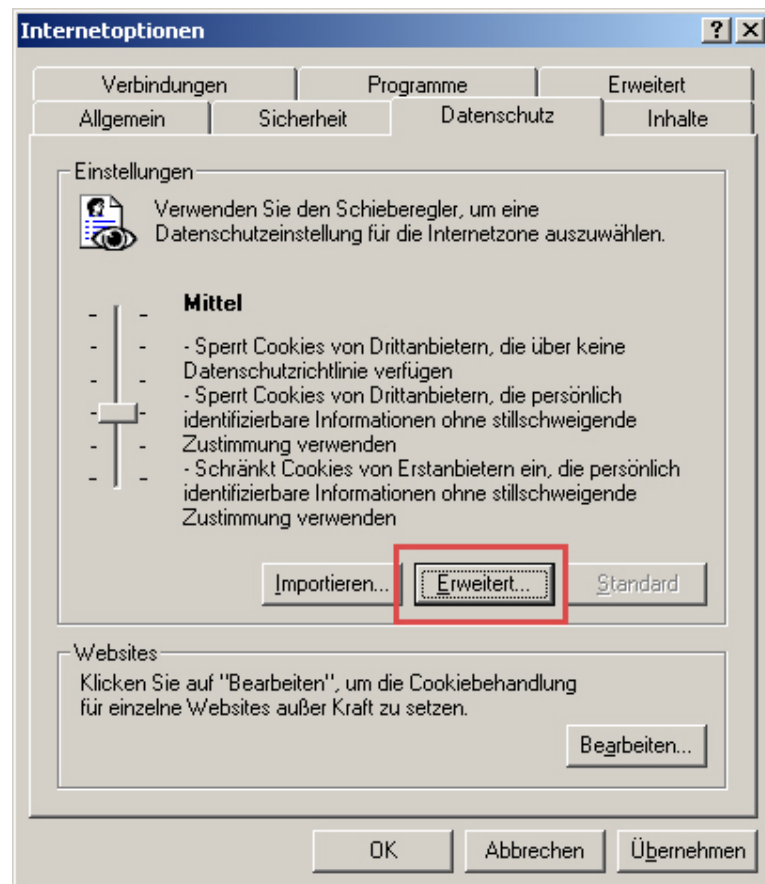 Internetoptionen
Verbindungen Programme Erweitert
Allgemein Sicherheit Datenschutz Inhalte
Einstellungen
Verwenden Sie den Schieberegler, um eine
Datenschutzeinstellung für die Internetzone auszuwählen.
Mittel
- Sperrt Cookies von Drittanbietern, die über keine
Datenschutzrichtlinie verfügen
- Sperrt Cookies von Drittanbietern, die persönlich
identifizierbare Informationen ohne stillschweigende
Zustimmung verwenden
- Schränkt Cookies von Erstanbietern ein, die persönlich
identifizierbare Informationen ohne stillschweigende
Zustimmung verwenden
Importieren... Erweitert... Standard
Websites
Klicken Sie auf "Bearbeiten", um die Cookiebehandlung
für einzelne Websites außer Kraft zu setzen.
Bearbeiten...
OK Abbrechen Übernehmen